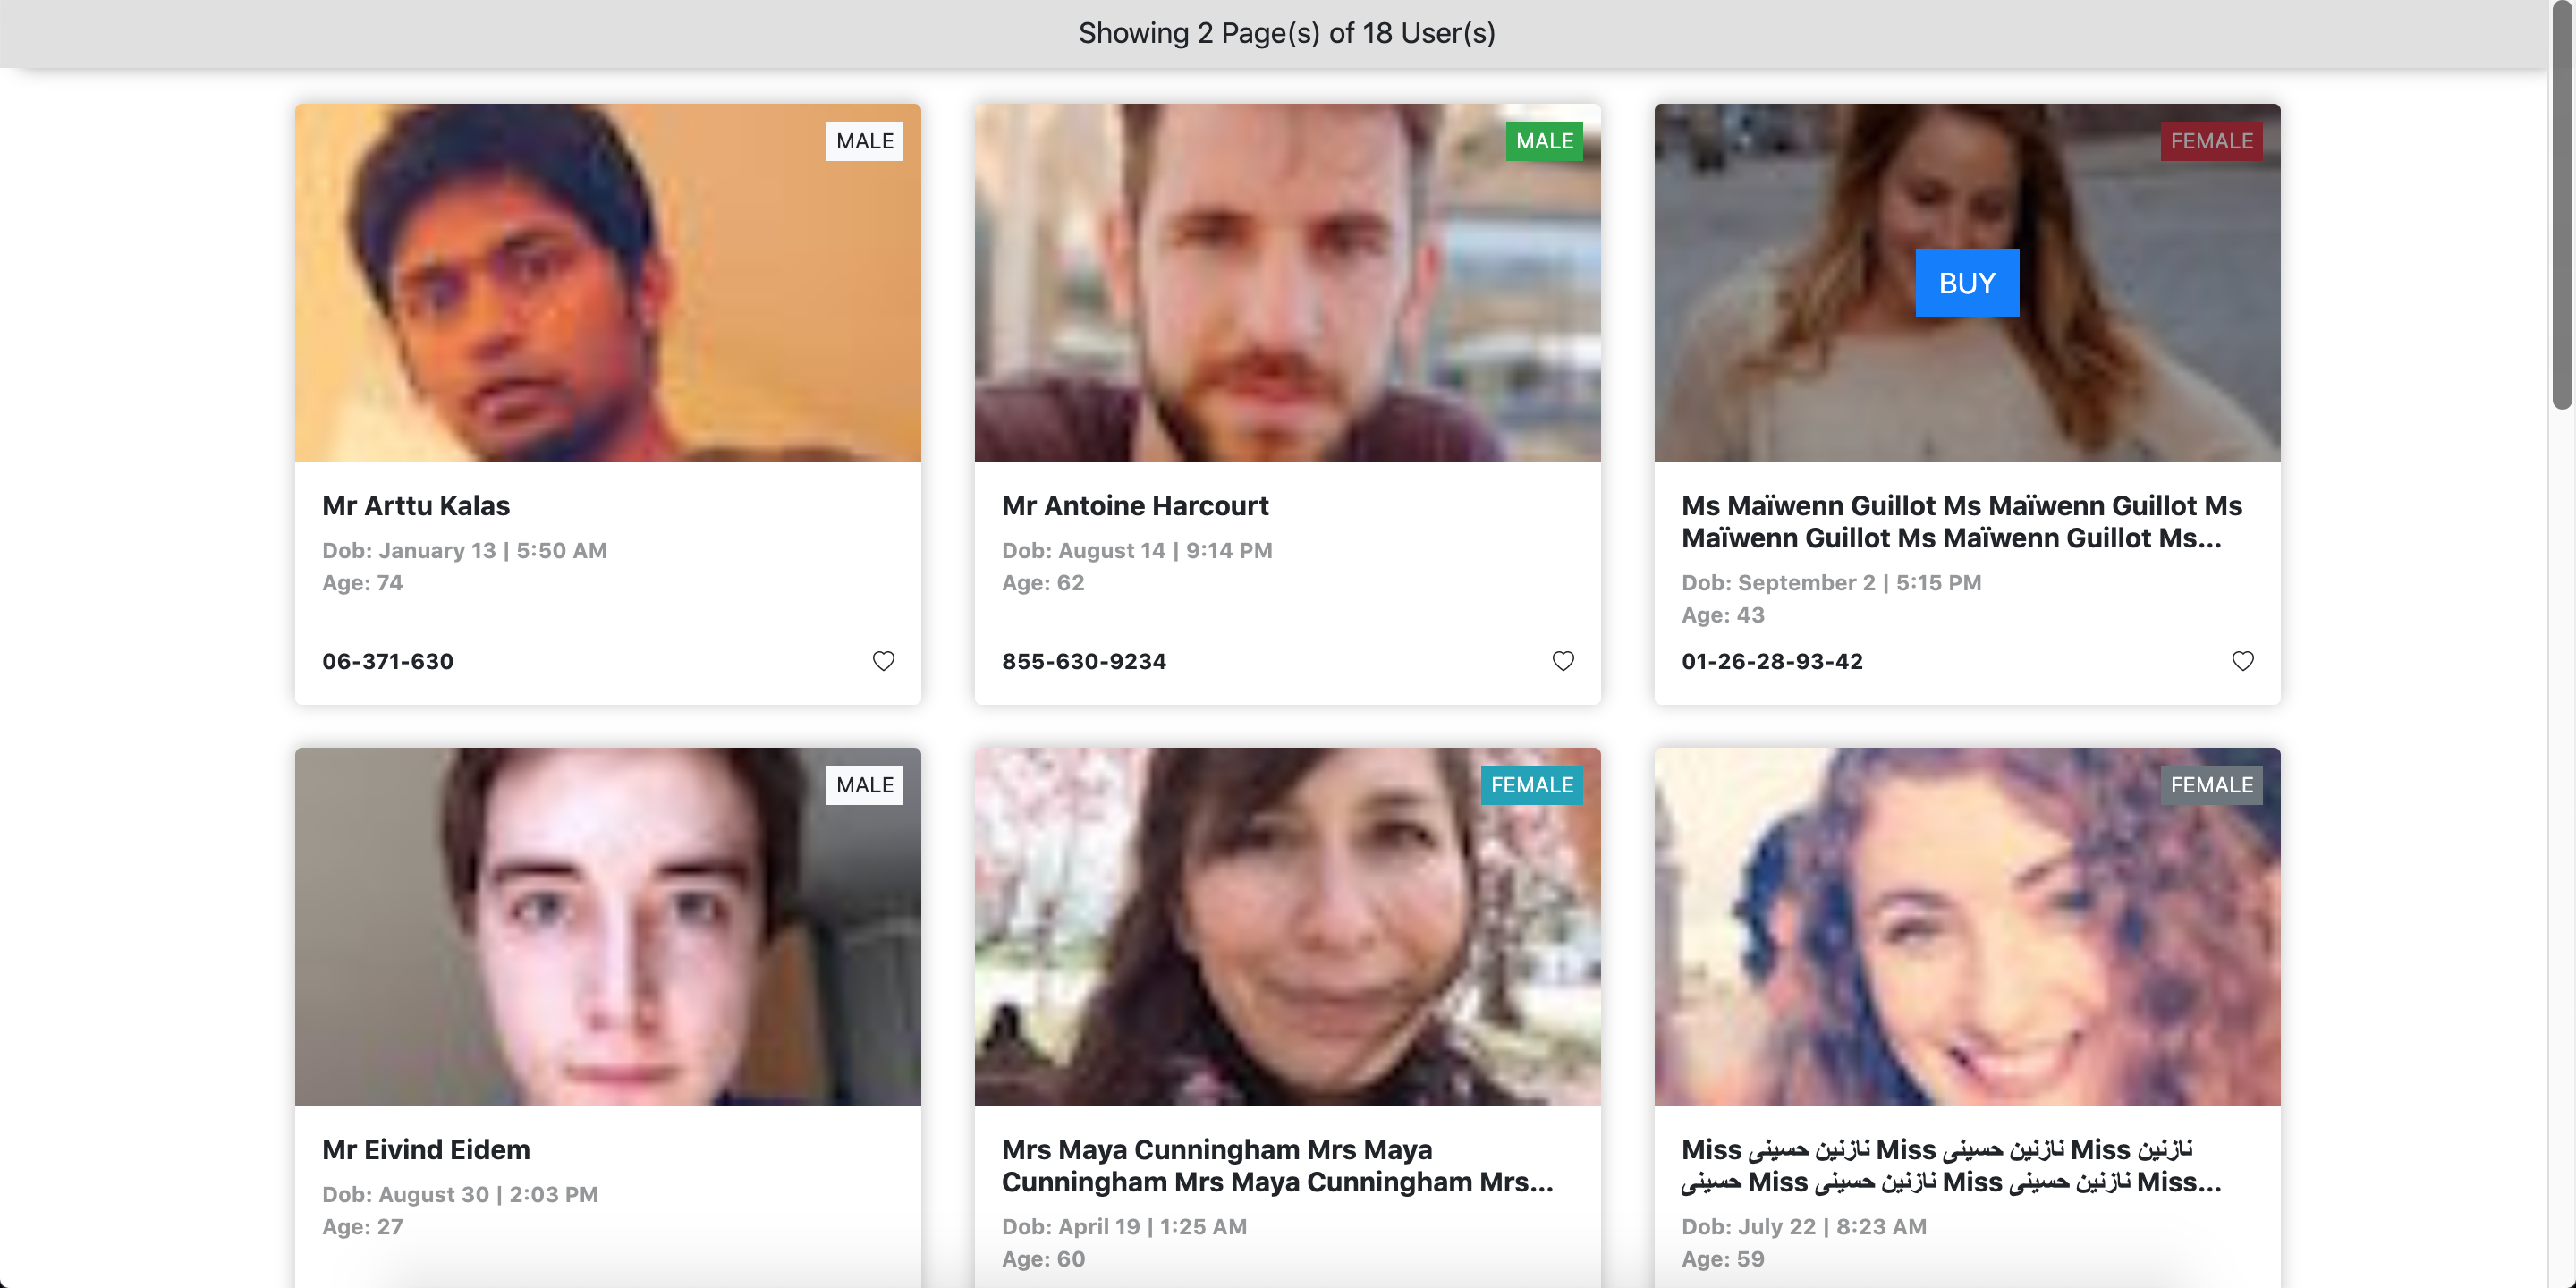 Showing 2 Page(s) of 18 User(s)
MALE
Mr Arttu Kalas
Dob: January 13 | 5:50 AM
Age: 74
06-371-630
MALE
Mr Antoine Harcourt
Dob: August 14 | 9:14 PM
Age: 62
855-630-9234
FEMALE
BUY
Ms Maïwenn Guillot Ms Maïwenn Guillot Ms
Maïwenn Guillot Ms Maïwenn Guillot Ms...
Dob: September 2 | 5:15 PM
Age: 43
01-26-28-93-42
MALE
Mr Eivind Eidem
Dob: August 30 | 2:03 PM
Age: 27
FEMALE
Mrs Maya Cunningham Mrs Maya
Cunningham Mrs Maya Cunningham Mrs...
Dob: April 19 | 1:25 AM
Age: 60
FEMALE
Miss نازنین حسینی Miss نازنین حسینی Miss نازنین
حسینی Miss نازنین حسینی Miss نازنین حسینی Miss...
Dob: July 22 | 8:23 AM
Age: 59